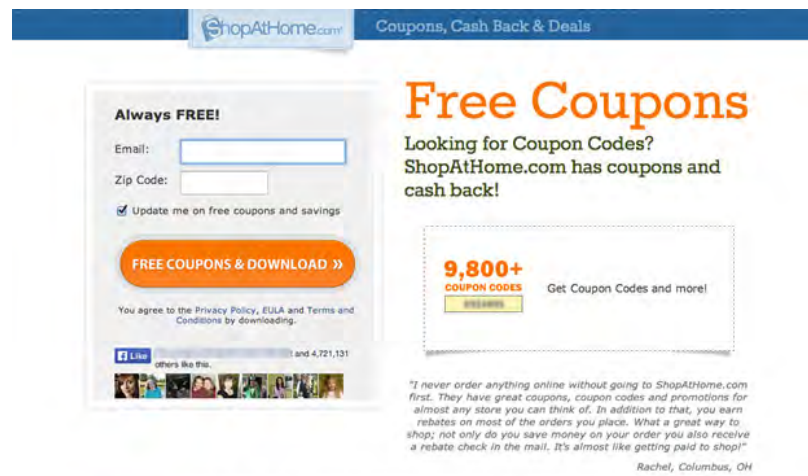 ShopAtHome.com
Coupons, Cash Back & Deals
Always FREE!
Email:
Zip Code:
Update me on free coupons and savings
FREE COUPONS & DOWNLOAD »
You agree to the Privacy Policy, EULA and Terms and
Conditions by downloading.
Like
and 4,721,131
others like this.
Free Coupons
Looking for Coupon Codes?
ShopAtHome.com has coupons and
cash back!
9,800+
COUPON CODES
Get Coupon Codes and more!
"I never order anything online without going to ShopAtHome.com
first. They have great coupons, coupon codes and promotions for
almost any store you can think of. In addition to that, you earn
rebates on most of the orders you place. What a great way to
shop; not only do you save money on your order you also receive
a rebate check in the mail. It's almost like getting paid to shop!"
Rachel, Columbus, OH